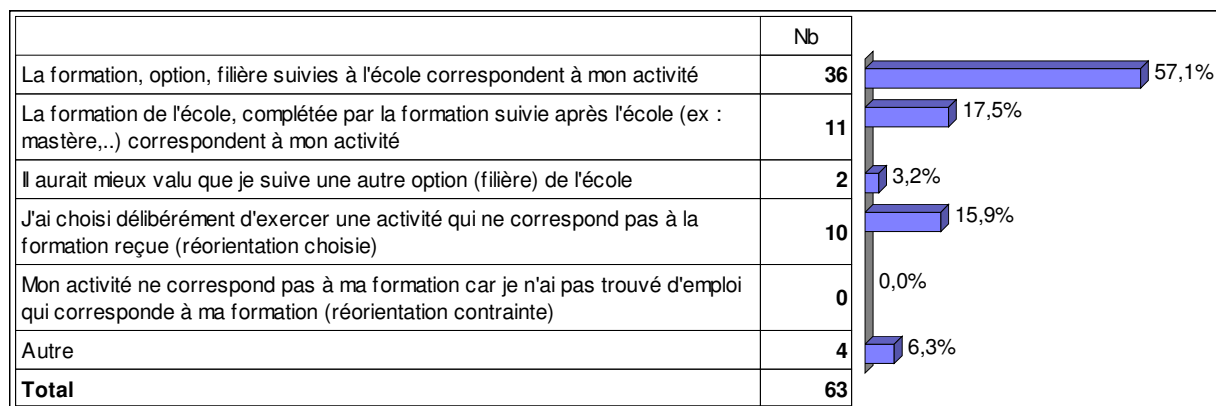 Nb
La formation, option, filière suivies à l'école correspondent à mon activité 36 57,1%
La formation de l'école, complétée par la formation suivie après l'école (ex :
mastère,..) correspondent à mon activité 11 17,5%
Il aurait mieux valu que je suive une autre option (filière) de l'école 2 3,2%
J'ai choisi délibérément d'exercer une activité qui ne correspond pas à la
formation reçue (réorientation choisie) 10 15,9%
Mon activité ne correspond pas à ma formation car je n'ai pas trouvé d'emploi
qui corresponde à ma formation (réorientation contrainte) 0 0,0%
Autre 4 6,3%
Total 63